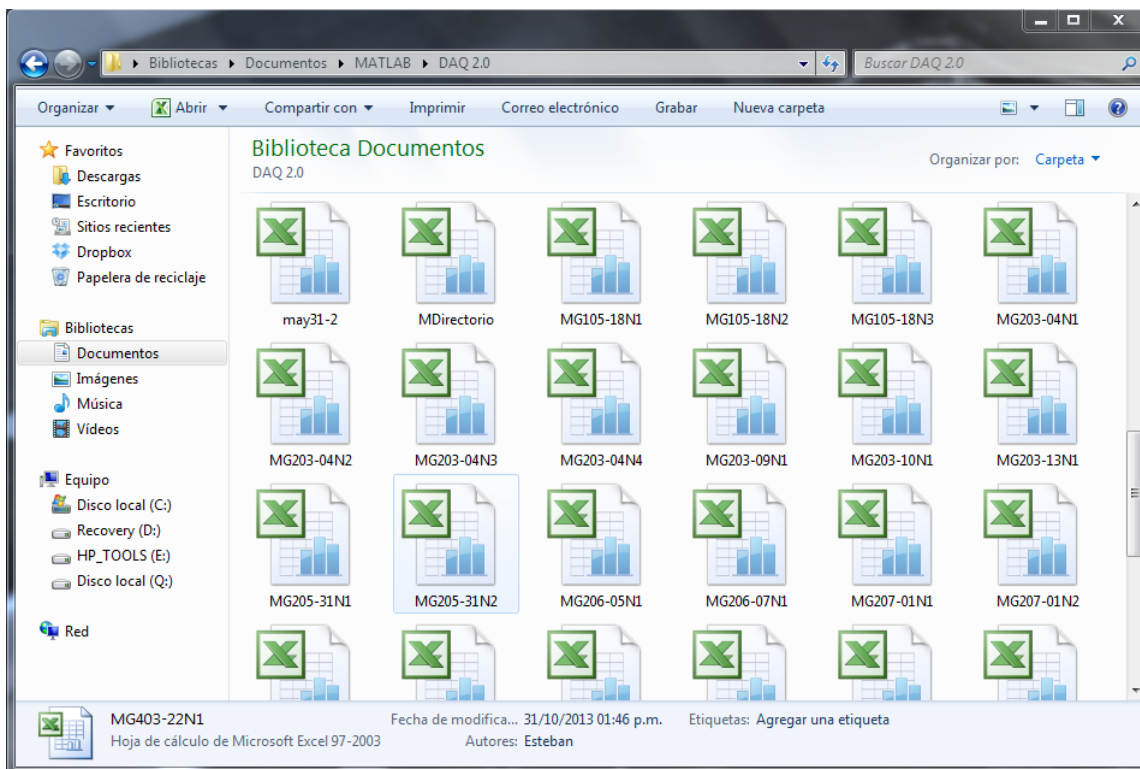 Bibliotecas ▸ Documentos ▸ MATLAB ▸ DAQ 2.0
Buscar DAQ 2.0
Organizar Abrir Compartir con Imprimir Correo electrónico Grabar Nueva carpeta
Favoritos
Descargas
Escritorio
Sitios recientes
Dropbox
Papelera de reciclaje
Bibliotecas
Documentos
Imágenes
Música
Vídeos
Equipo
Disco local (C:)
Recovery (D:)
HP_TOOLS (E:)
Disco local (Q:)
Red
Biblioteca Documentos
DAQ 2.0
Organizar por: Carpeta
may31-2 MDirectorio MG105-18N1 MG105-18N2 MG105-18N3 MG203-04N1
MG203-04N2 MG203-04N3 MG203-04N4 MG203-09N1 MG203-10N1 MG203-13N1
MG205-31N1 MG205-31N2 MG206-05N1 MG206-07N1 MG207-01N1 MG207-01N2
MG403-22N1 Fecha de modifica... 31/10/2013 01:46 p.m. Etiquetas: Agregar una etiqueta
Hoja de cálculo de Microsoft Excel 97-2003 Autores: Esteban